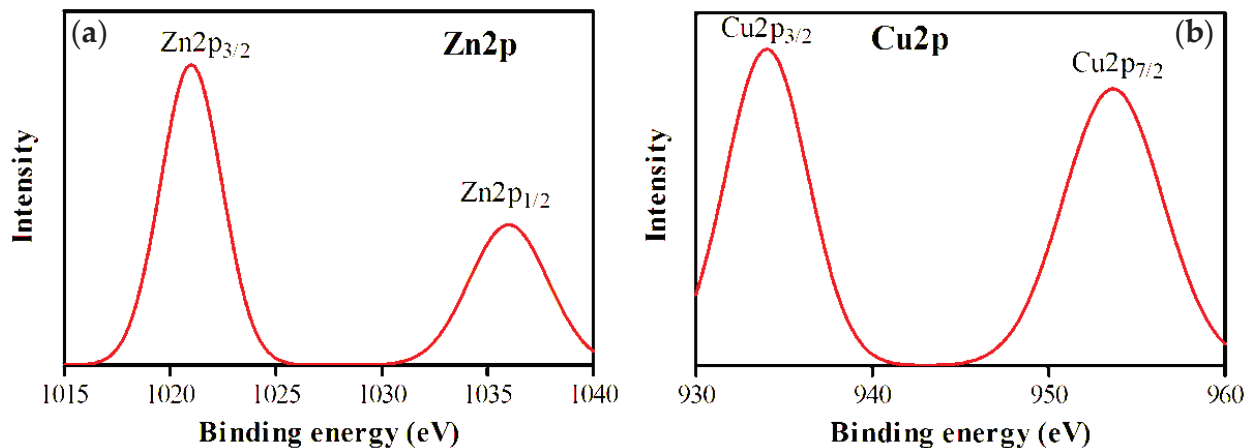 (a)
Zn2p3/2
Zn2p
Zn2p1/2
Intensity
1015 1020 1025 1030 1035 1040
Binding energy (eV)
Cu2p3/2
Cu2p
(b)
Cu2p7/2
Intensity
930 940 950 960
Binding energy (eV)